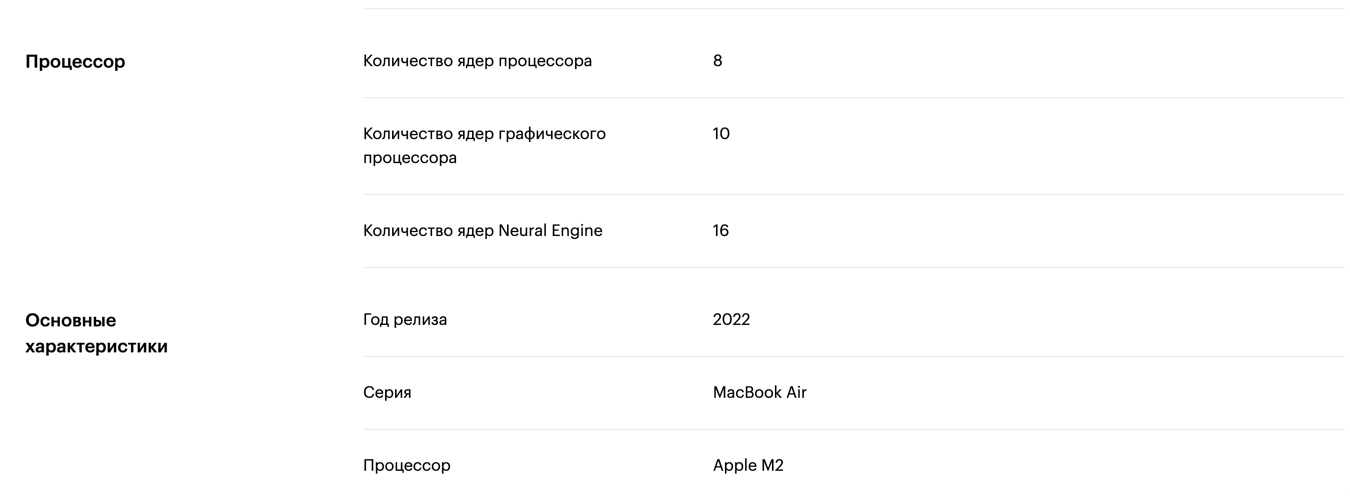 Процессор
Количество ядер процессора
8
Количество ядер графического
процессора
10
Количество ядер Neural Engine
16
Основные
характеристики
Год релиза
2022
Серия
MacBook Air
Процессор
Apple M2